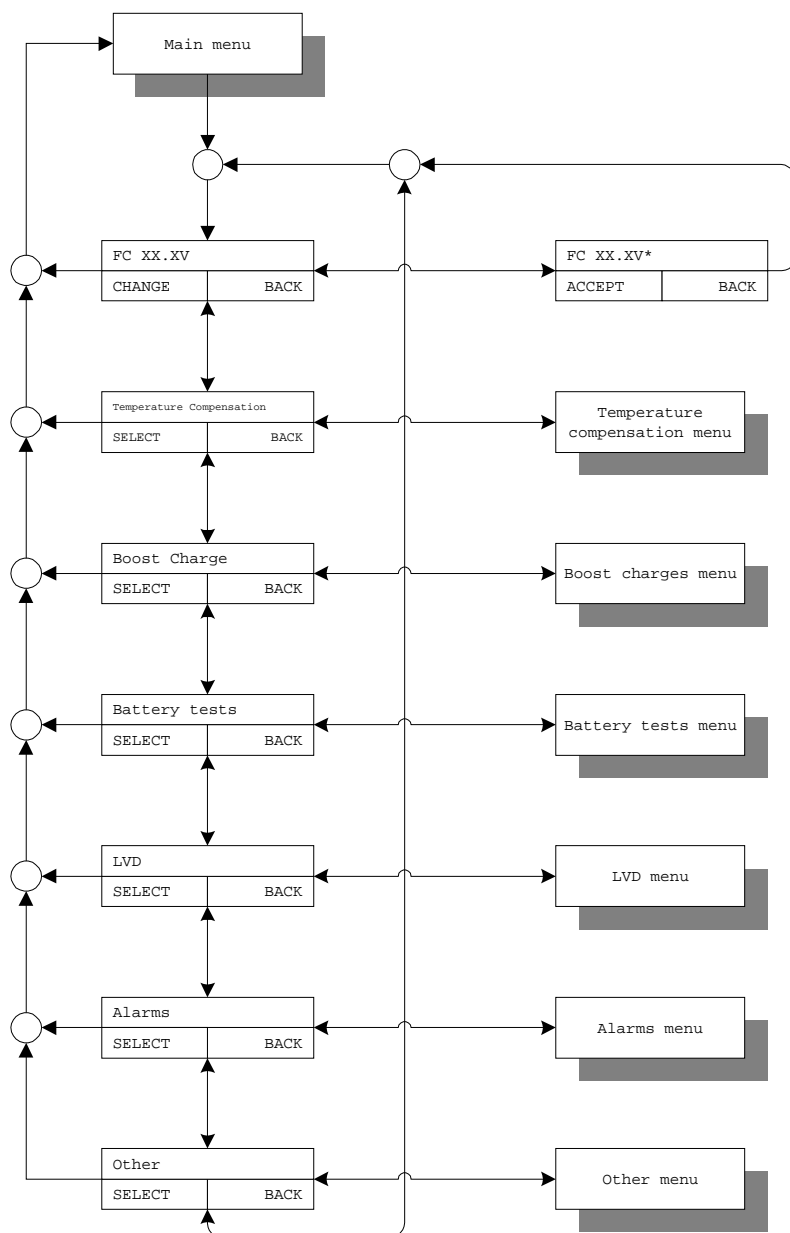 Main menu
FC XX.XV
CHANGE BACK
FC XX.XV*
ACCEPT BACK
Temperature Compensation
SELECT BACK
Temperature
compensation menu
Boost Charge
SELECT BACK
Boost charges menu
Battery tests
SELECT BACK
Battery tests menu
LVD
SELECT BACK
LVD menu
Alarms
SELECT BACK
Alarms menu
Other
SELECT BACK
Other menu